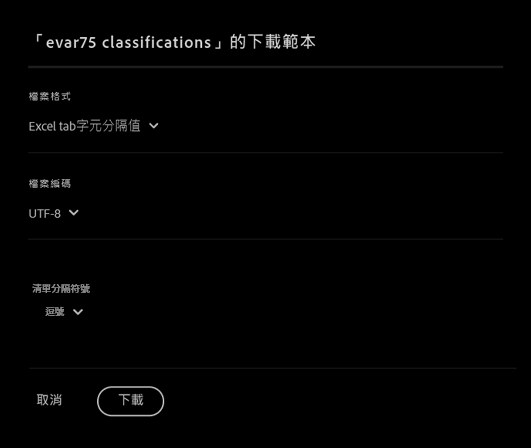 「evar75 classifications」的下載範本
檔案格式
Excel tab字元分隔值
檔案編碼
UTF-8
清單分隔符號
逗號
取消
下載